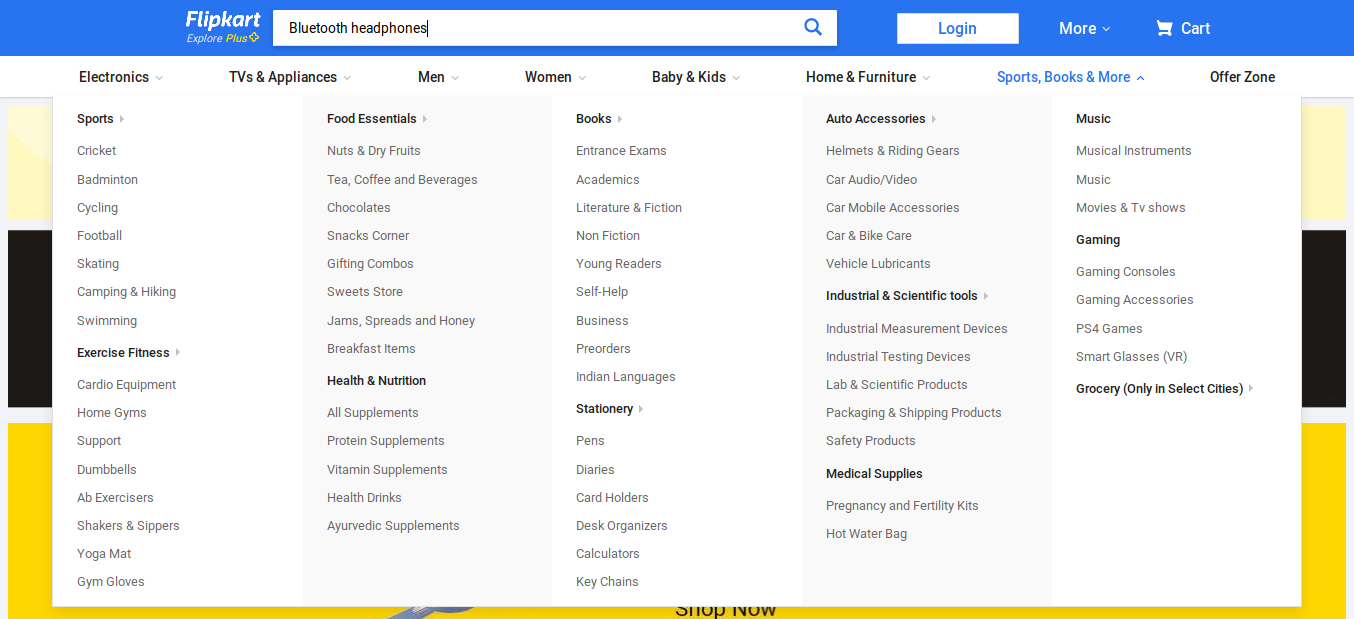 Flipkart
Explore Plus
Bluetooth headphones
Login
More
Cart
Electronics
TVs & Appliances
Men
Women
Baby & Kids
Home & Furniture
Sports, Books & More
Offer Zone
Sports
Cricket
Badminton
Cycling
Football
Skating
Camping & Hiking
Swimming
Exercise Fitness
Cardio Equipment
Home Gyms
Support
Dumbbells
Ab Exercisers
Shakers & Sippers
Yoga Mat
Gym Gloves
Food Essentials
Nuts & Dry Fruits
Tea, Coffee and Beverages
Chocolates
Snacks Corner
Gifting Combos
Sweets Store
Jams, Spreads and Honey
Breakfast Items
Health & Nutrition
All Supplements
Protein Supplements
Vitamin Supplements
Health Drinks
Ayurvedic Supplements
Books
Entrance Exams
Academics
Literature & Fiction
Non Fiction
Young Readers
Self-Help
Business
Preorders
Indian Languages
Stationery
Pens
Diaries
Card Holders
Desk Organizers
Calculators
Key Chains
Auto Accessories
Helmets & Riding Gears
Car Audio/Video
Car Mobile Accessories
Car & Bike Care
Vehicle Lubricants
Industrial & Scientific tools
Industrial Measurement Devices
Industrial Testing Devices
Lab & Scientific Products
Packaging & Shipping Products
Safety Products
Medical Supplies
Pregnancy and Fertility Kits
Hot Water Bag
Music
Musical Instruments
Music
Movies & Tv shows
Gaming
Gaming Consoles
Gaming Accessories
PS4 Games
Smart Glasses (VR)
Grocery (Only in Select Cities)
Shop Now